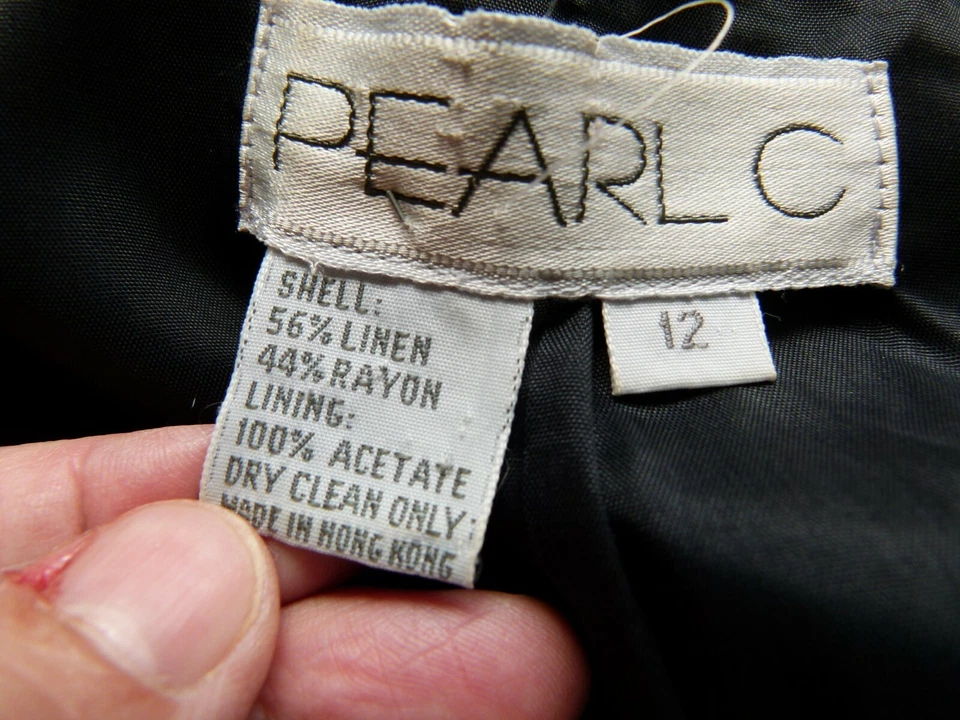 PEARL C
12
SHELL:
56% LINEN
44% RAYON
LINING:
100% ACETATE
DRY CLEAN ONLY
MADE IN HONG KONG